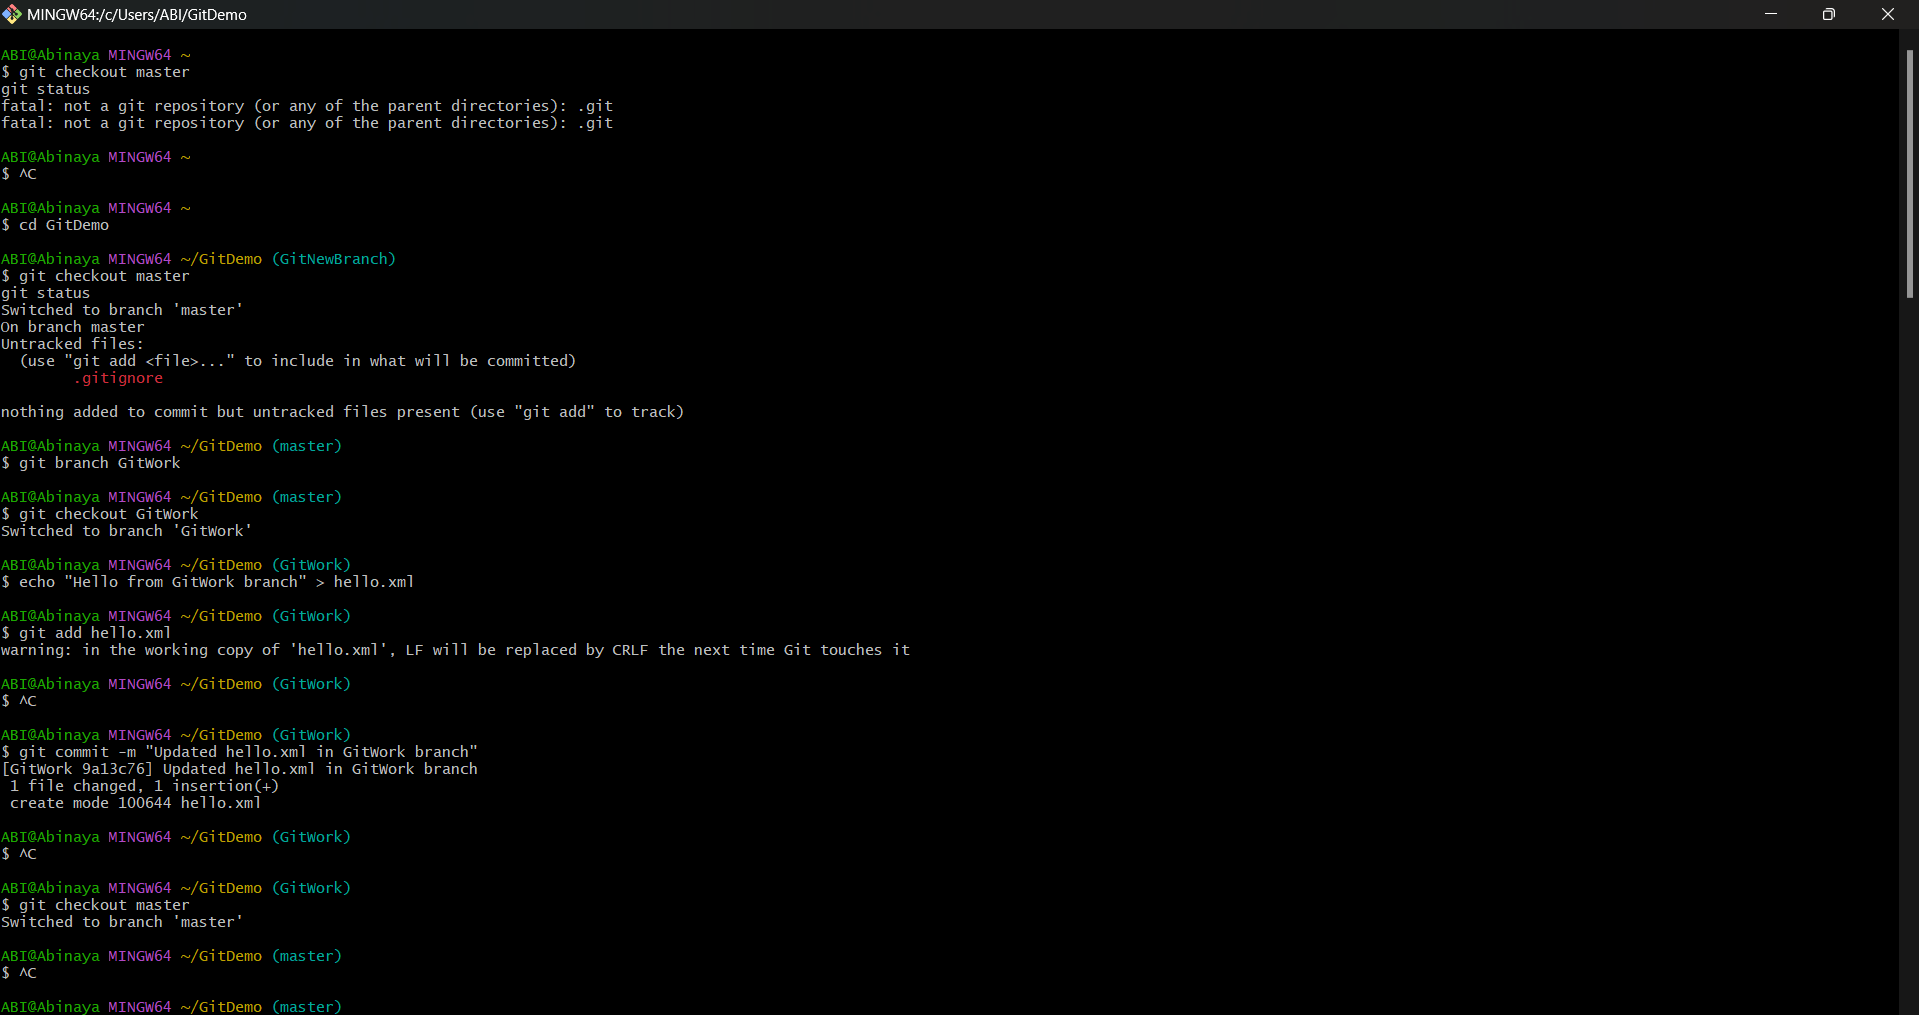 MINGW64:/c/Users/ABI/GitDemo
ABI@Abinaya MINGW64 ~
$ git checkout master
git status
fatal: not a git repository (or any of the parent directories): .git
fatal: not a git repository (or any of the parent directories): .git
ABI@Abinaya MINGW64 ~
$ ^C
ABI@Abinaya MINGW64 ~
$ cd GitDemo
ABI@Abinaya MINGW64 ~/GitDemo (GitNewBranch)
$ git checkout master
git status
Switched to branch 'master'
On branch master
Untracked files:
  (use "git add <file>..." to include in what will be committed)
        .gitignore
nothing added to commit but untracked files present (use "git add" to track)
ABI@Abinaya MINGW64 ~/GitDemo (master)
$ git branch GitWork
ABI@Abinaya MINGW64 ~/GitDemo (master)
$ git checkout GitWork
Switched to branch 'GitWork'
ABI@Abinaya MINGW64 ~/GitDemo (GitWork)
$ echo "Hello from GitWork branch" > hello.xml
ABI@Abinaya MINGW64 ~/GitDemo (GitWork)
$ git add hello.xml
warning: in the working copy of 'hello.xml', LF will be replaced by CRLF the next time Git touches it
ABI@Abinaya MINGW64 ~/GitDemo (GitWork)
$ ^C
ABI@Abinaya MINGW64 ~/GitDemo (GitWork)
$ git commit -m "Updated hello.xml in GitWork branch"
[GitWork 9a13c76] Updated hello.xml in GitWork branch
 1 file changed, 1 insertion(+)
 create mode 100644 hello.xml
ABI@Abinaya MINGW64 ~/GitDemo (GitWork)
$ ^C
ABI@Abinaya MINGW64 ~/GitDemo (GitWork)
$ git checkout master
Switched to branch 'master'
ABI@Abinaya MINGW64 ~/GitDemo (master)
$ ^C
ABI@Abinaya MINGW64 ~/GitDemo (master)